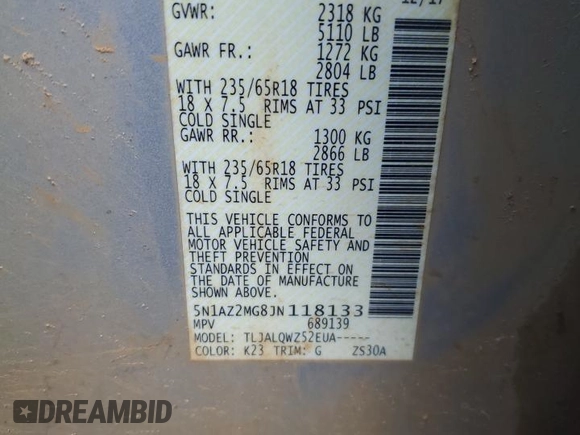 12/17
GVWR: 2318 KG
5110 LB
GAWR FR.: 1272 KG
2804 LB
WITH 235/65R18 TIRES
18 X 7.5 RIMS AT 33 PSI
COLD SINGLE
GAWR RR.: 1300 KG
2866 LB
WITH 235/65R18 TIRES
18 X 7.5 RIMS AT 33 PSI
COLD SINGLE
THIS VEHICLE CONFORMS TO
ALL APPLICABLE FEDERAL
MOTOR VEHICLE SAFETY AND
THEFT PREVENTION
STANDARDS IN EFFECT ON
THE DATE OF MANUFACTURE
SHOWN ABOVE.
5N1AZ2MG8JN118133
MPV 689139
MODEL: TLJALQWZ52EUA-----
COLOR: K23 TRIM: G ZS30A
DREAMBID